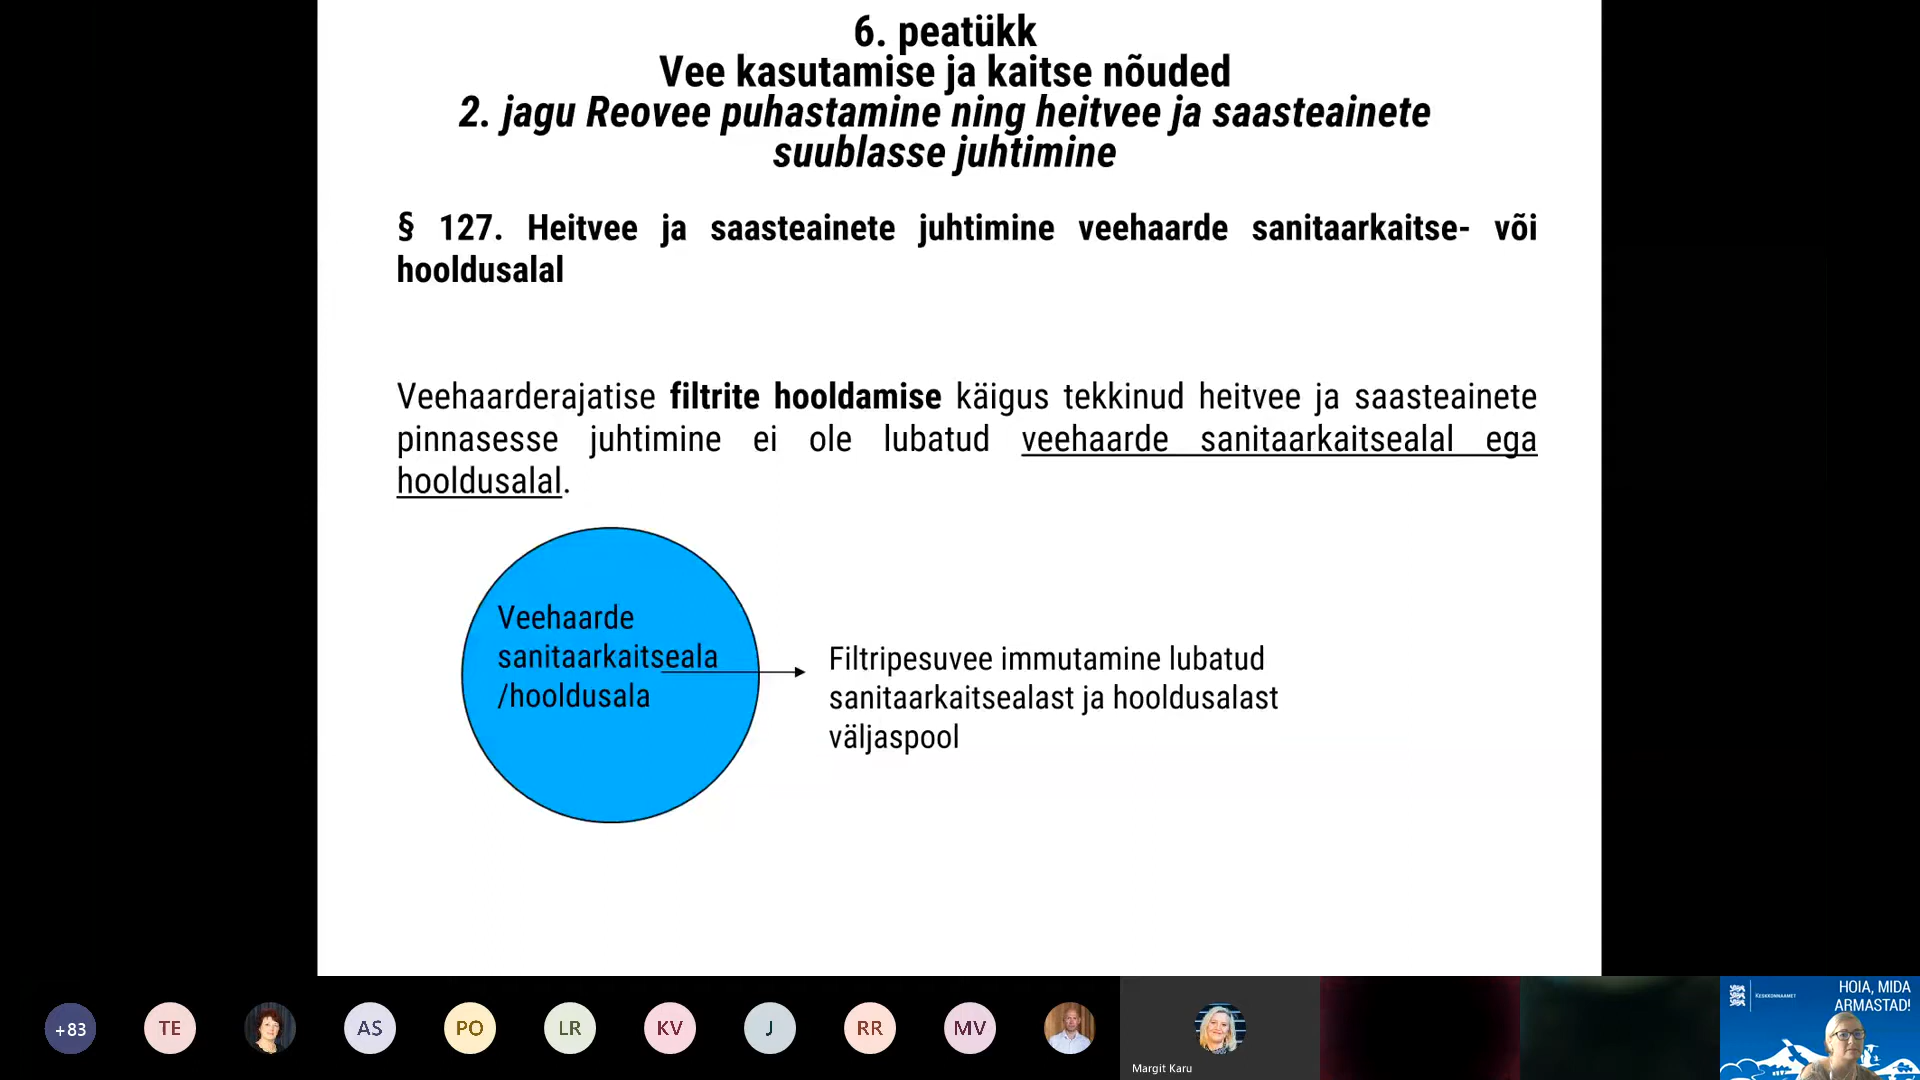 6. peatükk
Vee kasutamise ja kaitse nõuded
2. jagu Reovee puhastamine ning heitvee ja saasteainete
suublasse juhtimine
§ 127. Heitvee ja saasteainete juhtimine veehaarde sanitaarkaitse- või
hooldusalal
Veehaarderajatise filtrite hooldamise käigus tekkinud heitvee ja saasteainete
pinnasesse juhtimine ei ole lubatud veehaarde sanitaarkaitsealal ega
hooldusalal.
Veehaarde
sanitaarkaitseala
/hooldusala
Filtripesuvee immutamine lubatud
sanitaarkaitsealast ja hooldusalast
väljaspool
+83
TE
AS
PO
LR
KV
J
RR
MV
Margit Karu
KESKKONNAAMET
HOIA, MIDA
ARMASTAD!